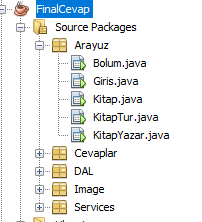 FinalCevap
Source Packages
Arayuz
Bolum.java
Giris.java
Kitap.java
KitapTur.java
KitapYazar.java
Cevaplar
DAL
Image
Services